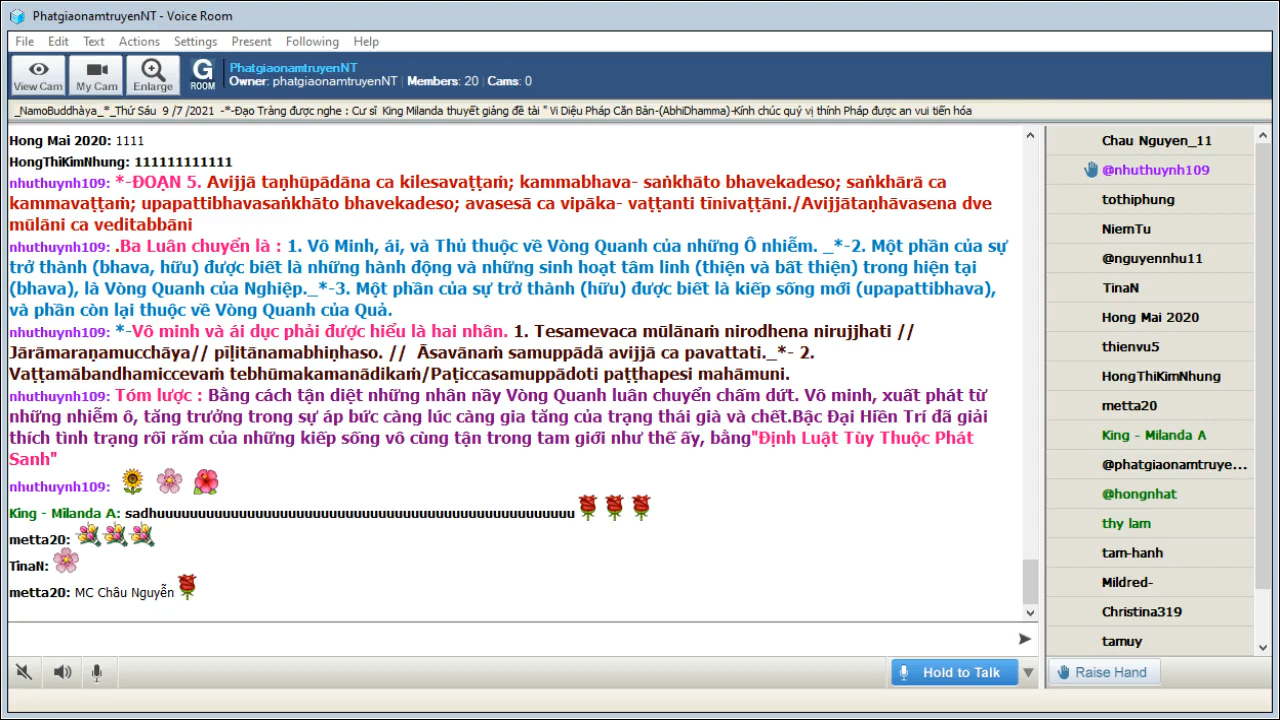 PhatgiaonamtruyenNT - Voice Room
File Edit Text Actions Settings Present Following Help
View Cam My Cam Enlarge G ROOM
PhatgiaonamtruyenNT
Owner: phatgiaonamtruyenNT | Members: 20 | Cams: 0
_NamoBuddhàya_*_Thứ Sáu 9 /7 /2021 -*-Đạo Tràng được nghe : Cư sĩ King Milanda thuyết giảng đề tài " Vi Diệu Pháp Căn Bản-(AbhiDhamma)-Kính chúc quý vị thính Pháp được an vui tiến hóa
Hong Mai 2020: 1111
HongThiKimNhung: 111111111111
nhuthuynh109: *-ĐOẠN 5. Avijjā taṇhūpādāna ca kilesavaṭṭaṁ; kammabhava- saṅkhāto bhavekadeso; saṅkhārā ca
kammavaṭṭaṁ; upapattibhavasaṅkhāto bhavekadeso; avasesā ca vipāka- vaṭṭanti tīnivaṭṭāni./Avijjātaṇhāvasena dve
mūlāni ca veditabbāni
nhuthuynh109: .Ba Luân chuyển là : 1. Vô Minh, ái, và Thủ thuộc về Vòng Quanh của những Ô nhiễm. _*-2. Một phần của sự
trở thành (bhava, hữu) được biết là những hành động và những sinh hoạt tâm linh (thiện và bất thiện) trong hiện tại
(bhava), là Vòng Quanh của Nghiệp._*-3. Một phần của sự trở thành (hữu) được biết là kiếp sống mới (upapattibhava),
và phần còn lại thuộc về Vòng Quanh của Quả.
nhuthuynh109: *-Vô minh và ái dục phải được hiểu là hai nhân. 1. Tesamevaca mūlānaṁ nirodhena nirujjhati //
Jārāmaraṇamucchāya// pīḷitānamabhiṇhaso. // Āsavānaṁ samuppādā avijjā ca pavattati._*- 2.
Vaṭṭamābandhamiccevaṁ tebhūmakamanādikaṁ/Paṭiccasamuppādoti paṭṭhapesi mahāmuni.
nhuthuynh109: Tóm lược : Bằng cách tận diệt những nhân nầy Vòng Quanh luân chuyển chấm dứt. Vô minh, xuất phát từ
những nhiễm ô, tăng trưởng trong sự áp bức càng lúc càng gia tăng của trạng thái già và chết.Bậc Đại Hiền Trí đã giải
thích tình trạng rối răm của những kiếp sống vô cùng tận trong tam giới như thế ấy, bằng"Định Luật Tùy Thuộc Phát
Sanh"
nhuthuynh109:
King - Milanda A: sadhuuuuuuuuuuuuuuuuuuuuuuuuuuuuuuuuuuuuuuuuuuuuuuuuuuu
metta20:
TinaN:
metta20: MC Châu Nguyễn
Chau Nguyen_11
@nhuthuynh109
tothiphung
NiemTu
@nguyennhu11
TinaN
Hong Mai 2020
thienvu5
HongThiKimNhung
metta20
King - Milanda A
@phatgiaonamtruye...
@hongnhat
thy lam
tam-hanh
Mildred-
Christina319
tamuy
Hold to Talk
Raise Hand